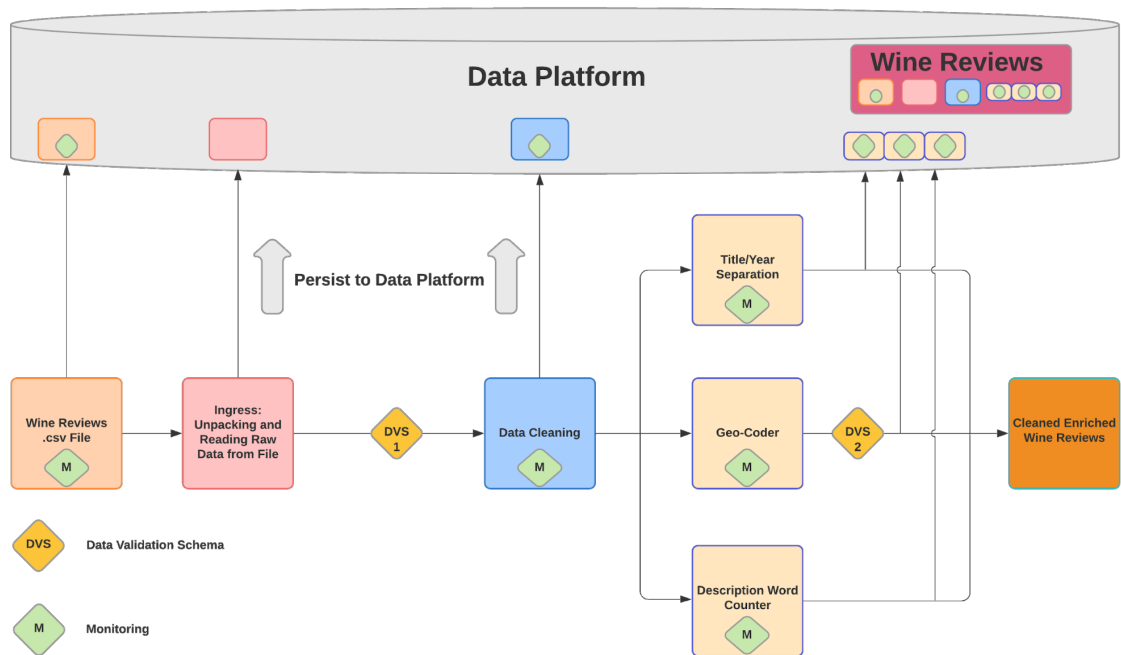 Data Platform
Wine Reviews
Persist to Data Platform
Title/Year
Separation
M
Wine Reviews
.csv File
M
Ingress:
Unpacking and
Reading Raw
Data from File
DVS
1
Data Cleaning
M
Geo-Coder
M
DVS
2
Cleaned Enriched
Wine Reviews
Description Word
Counter
M
DVS
Data Validation Schema
M
Monitoring